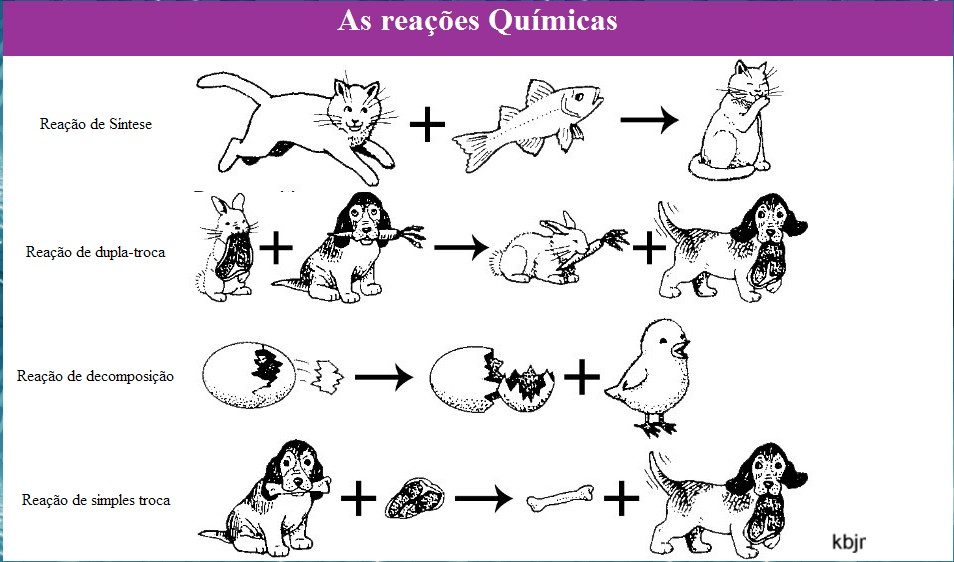 As reações Químicas
Reação de Síntese
Reação de dupla-troca
Reação de decomposição
Reação de simples troca
kbjr